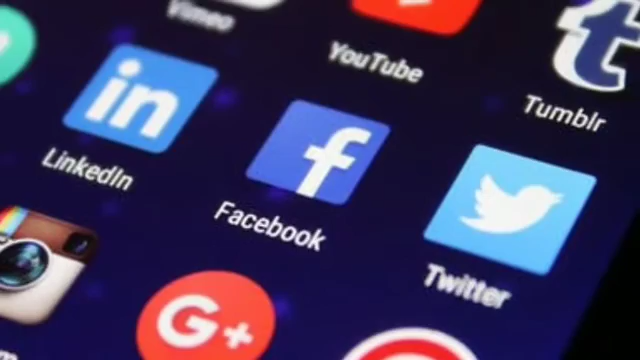 Vimeo
YouTube
Tumblr
in
LinkedIn
f
Facebook
t
Twitter
G+
m